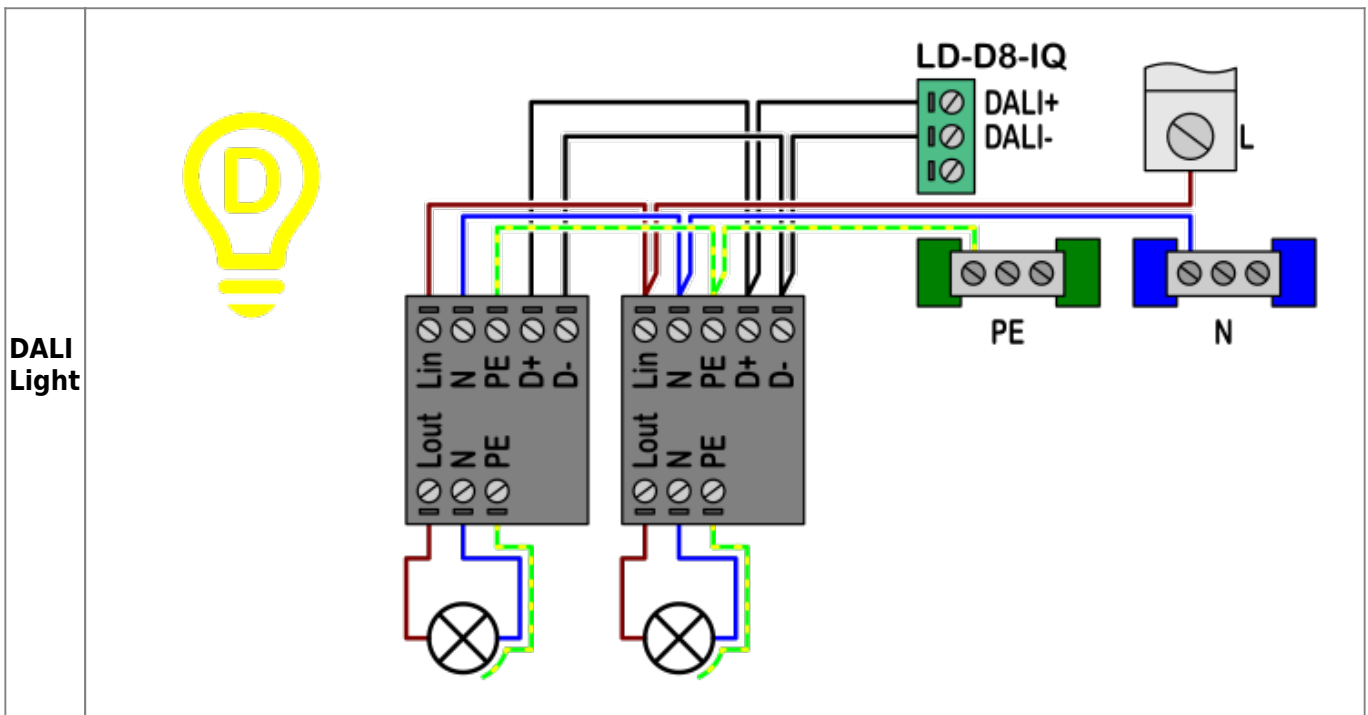 DALI
Light
D
LD-D8-IQ
DALI+
DALI-
L
PE
N
Lin
N
PE
D+
D-
Lout
N
PE
Lin
N
PE
D+
D-
Lout
N
PE